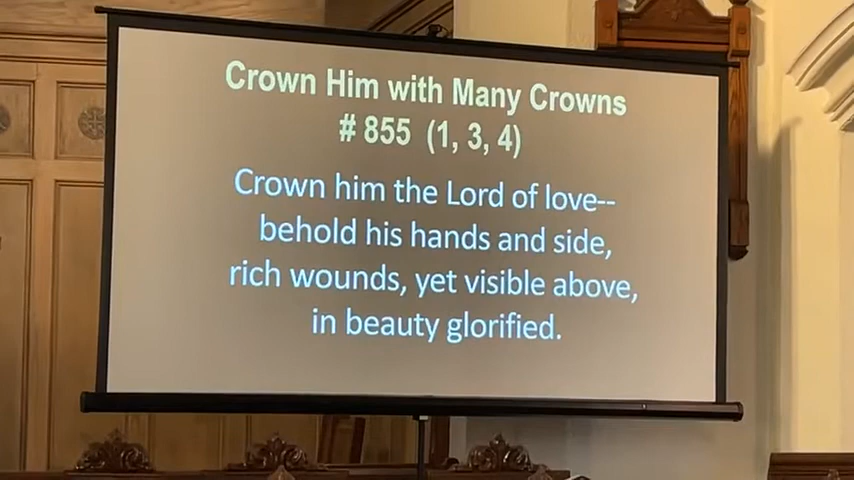 Crown Him with Many Crowns
# 855 (1, 3, 4)
Crown him the Lord of love--
behold his hands and side,
rich wounds, yet visible above,
in beauty glorified.